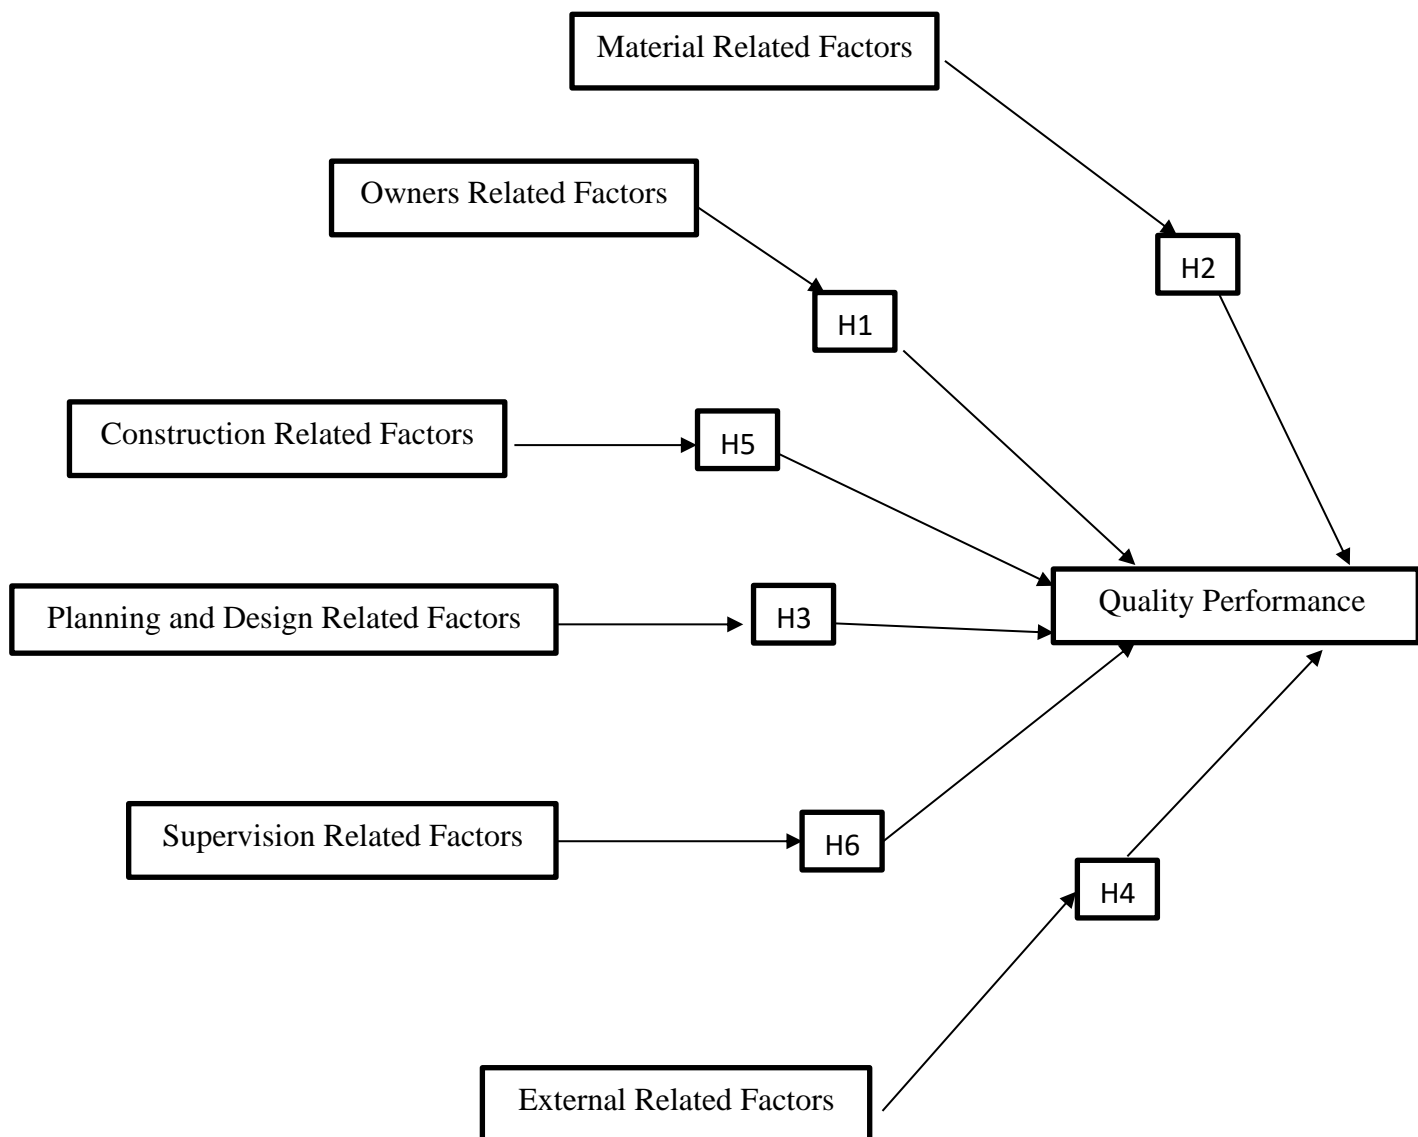 Material Related Factors
Owners Related Factors
H2
H1
Construction Related Factors
H5
Quality Performance
Planning and Design Related Factors
H3
Supervision Related Factors
H6
H4
External Related Factors